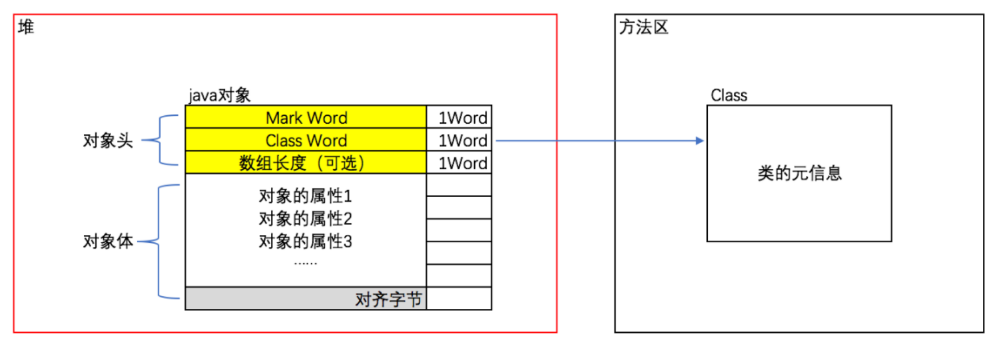 堆
方法区
java对象
Class
对象头
Mark Word 1Word
Class Word 1Word
数组长度（可选） 1Word
类的元信息
对象体
对象的属性1
对象的属性2
对象的属性3
......
对齐字节